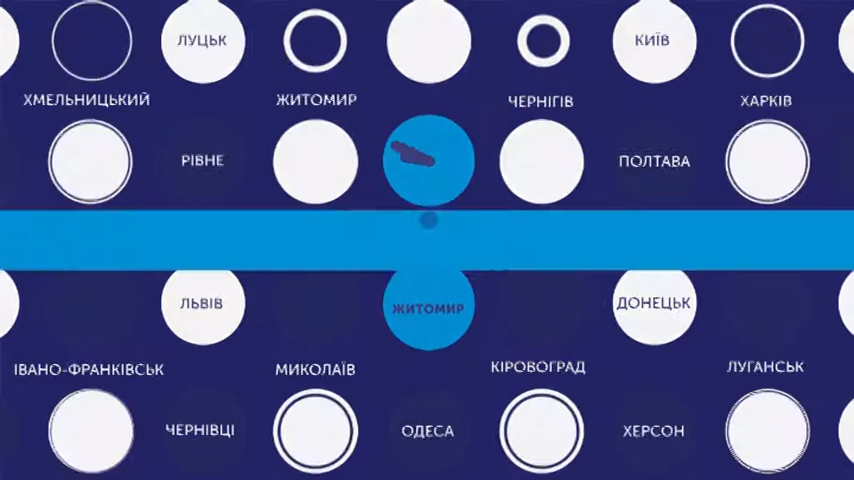 ЛУЦЬК
КИЇВ
ХМЕЛЬНИЦЬКИЙ
ЖИТОМИР
ЧЕРНІГІВ
ХАРКІВ
РІВНЕ
ПОЛТАВА
ЛЬВІВ
ЖИТОМИР
ДОНЕЦЬК
ІВАНО-ФРАНКІВСЬК
МИКОЛАЇВ
КІРОВОГРАД
ЛУГАНСЬК
ЧЕРНІВЦІ
ОДЕСА
ХЕРСОН